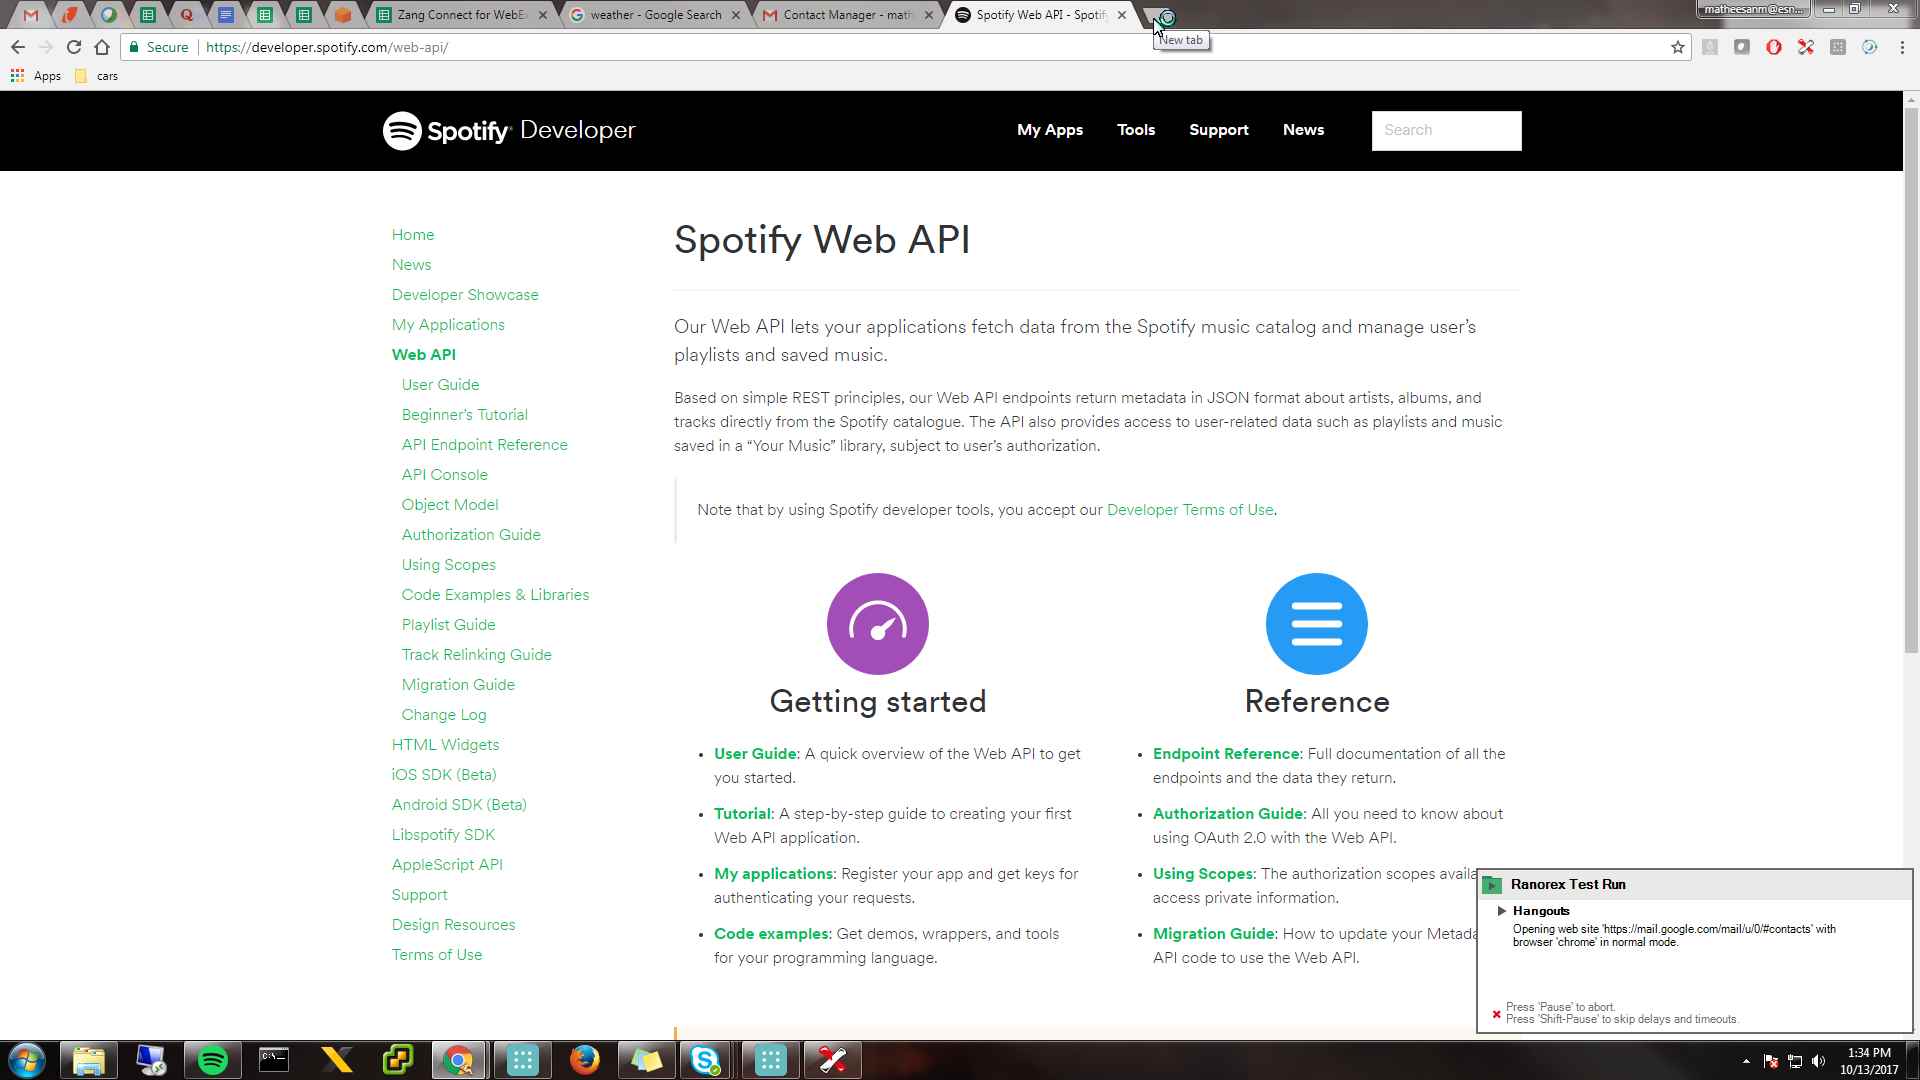 Zang Connect for WebEx
weather - Google Search
Contact Manager - math
Spotify Web API - Spotify
matheesanm@esn...
New tab
Secure
https://developer.spotify.com/web-api/
Apps
cars
Spotify Developer
My Apps
Tools
Support
News
Search
Home
News
Developer Showcase
My Applications
Web API
User Guide
Beginner's Tutorial
API Endpoint Reference
API Console
Object Model
Authorization Guide
Using Scopes
Code Examples & Libraries
Playlist Guide
Track Relinking Guide
Migration Guide
Change Log
HTML Widgets
iOS SDK (Beta)
Android SDK (Beta)
Libspotify SDK
AppleScript API
Support
Design Resources
Terms of Use
Spotify Web API
Our Web API lets your applications fetch data from the Spotify music catalog and manage user's
playlists and saved music.
Based on simple REST principles, our Web API endpoints return metadata in JSON format about artists, albums, and
tracks directly from the Spotify catalogue. The API also provides access to user-related data such as playlists and music
saved in a “Your Music” library, subject to user's authorization.
Note that by using Spotify developer tools, you accept our Developer Terms of Use.
Getting started
• User Guide: A quick overview of the Web API to get
you started.
• Tutorial: A step-by-step guide to creating your first
Web API application.
• My applications: Register your app and get keys for
authenticating your requests.
• Code examples: Get demos, wrappers, and tools
for your programming language.
Reference
• Endpoint Reference: Full documentation of all the
endpoints and the data they return.
• Authorization Guide: All you need to know about
using OAuth 2.0 with the Web API.
• Using Scopes: The authorization scopes availa
access private information.
• Migration Guide: How to update your Metada
API code to use the Web API.
Ranorex Test Run
Hangouts
Opening web site 'https://mail.google.com/mail/u/0/#contacts' with
browser 'chrome' in normal mode.
Press 'Pause' to abort.
Press 'Shift-Pause' to skip delays and timeouts.
1:34 PM
10/13/2017